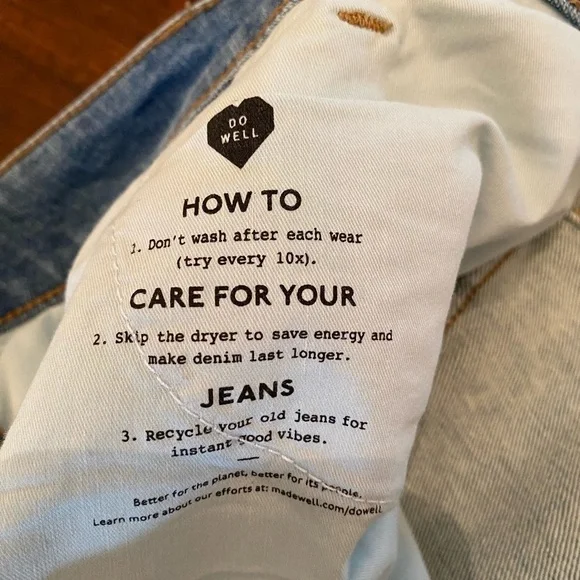 DO
WELL
HOW TO
1. Don't wash after each wear
(try every 10x).
CARE FOR YOUR
2. Skip the dryer to save energy and
make denim last longer.
JEANS
3. Recycle your old jeans for
instant good vibes.
Better for the planet, better for its people.
Learn more about our efforts at: madewell.com/dowell